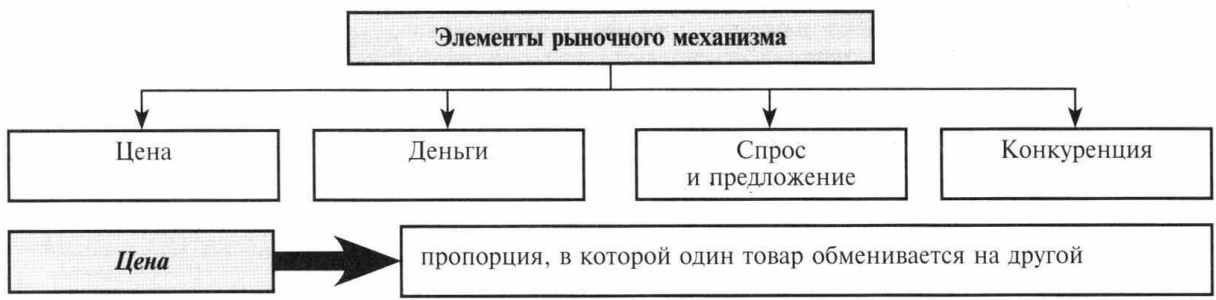 Элементы рыночного механизма
Цена
Деньги
Спрос
и предложение
Конкуренция
Цена
пропорция, в которой один товар обменивается на другой